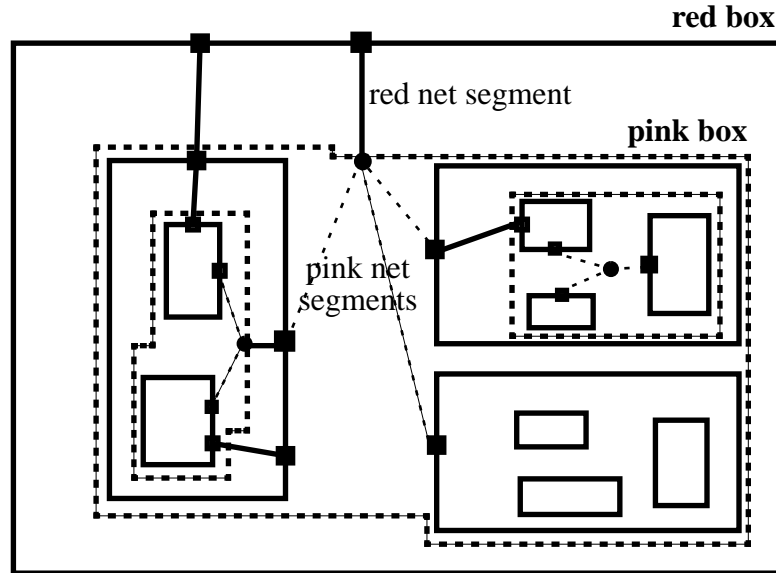 red box
red net segment
pink box
pink net
segments